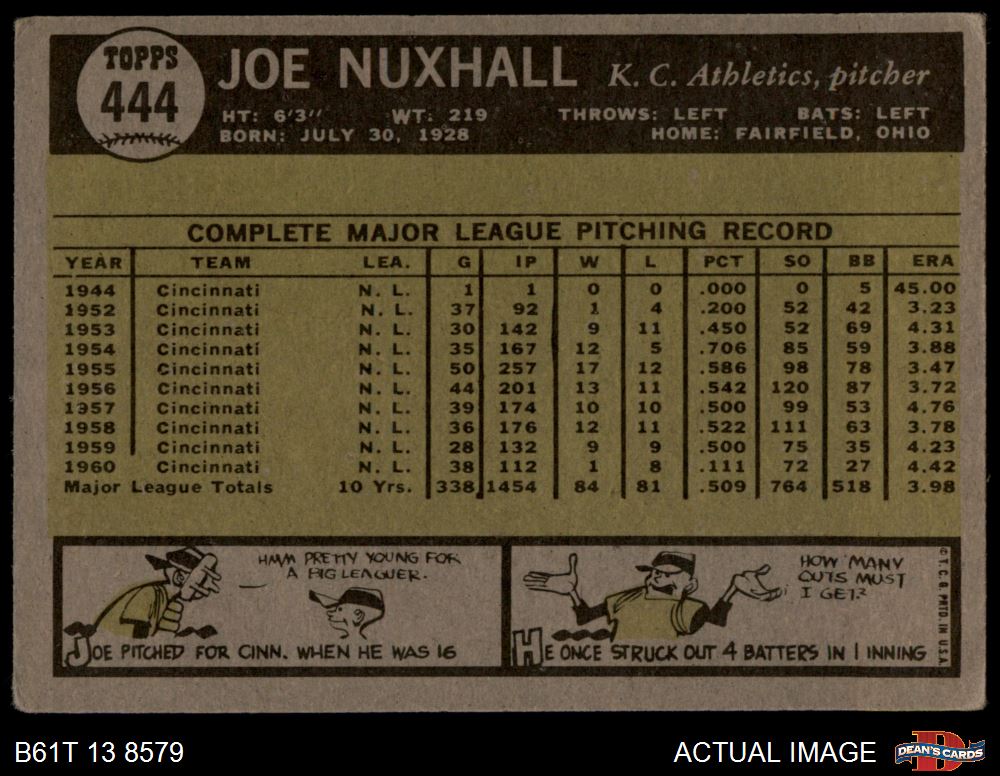 TOPPS
444
JOE NUXHALL K. C. Athletics, pitcher
HT: 6'3" WT: 219 THROWS: LEFT BATS: LEFT
BORN: JULY 30, 1928 HOME: FAIRFIELD, OHIO
COMPLETE MAJOR LEAGUE PITCHING RECORD
YEAR TEAM LEA. G IP W L PCT SO BB ERA
1944 Cincinnati N. L. 1 1 0 0 .000 0 5 45.00
1952 Cincinnati N. L. 37 92 1 4 .200 52 42 3.23
1953 Cincinnati N. L. 30 142 9 11 .450 52 69 4.31
1954 Cincinnati N. L. 35 167 12 5 .706 85 59 3.88
1955 Cincinnati N. L. 50 257 17 12 .586 98 78 3.47
1956 Cincinnati N. L. 44 201 13 11 .542 120 87 3.72
1957 Cincinnati N. L. 39 174 10 10 .500 99 53 4.76
1958 Cincinnati N. L. 36 176 12 11 .522 111 63 3.78
1959 Cincinnati N. L. 28 132 9 9 .500 75 35 4.23
1960 Cincinnati N. L. 38 112 1 8 .111 72 27 4.42
Major League Totals 10 Yrs. 338 1454 84 81 .509 764 518 3.98
HMM PRETTY YOUNG FOR
A BIG LEAGUER.
JOE PITCHED FOR CINN. WHEN HE WAS 16
HOW MANY
OUTS MUST
I GET?
HE ONCE STRUCK OUT 4 BATTERS IN 1 INNING
© T. C. G. PRTD. IN U.S.A.
B61T 13 8579 ACTUAL IMAGE
DEAN'S CARDS